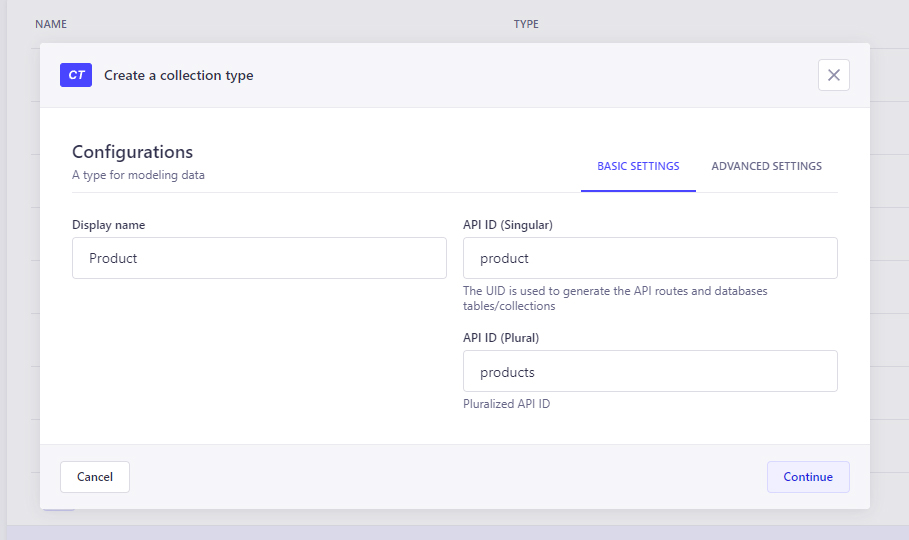 NAME TYPE
CT Create a collection type
Configurations
A type for modeling data
BASIC SETTINGS ADVANCED SETTINGS
Display name
Product
API ID (Singular)
product
The UID is used to generate the API routes and databases
tables/collections
API ID (Plural)
products
Pluralized API ID
Cancel Continue